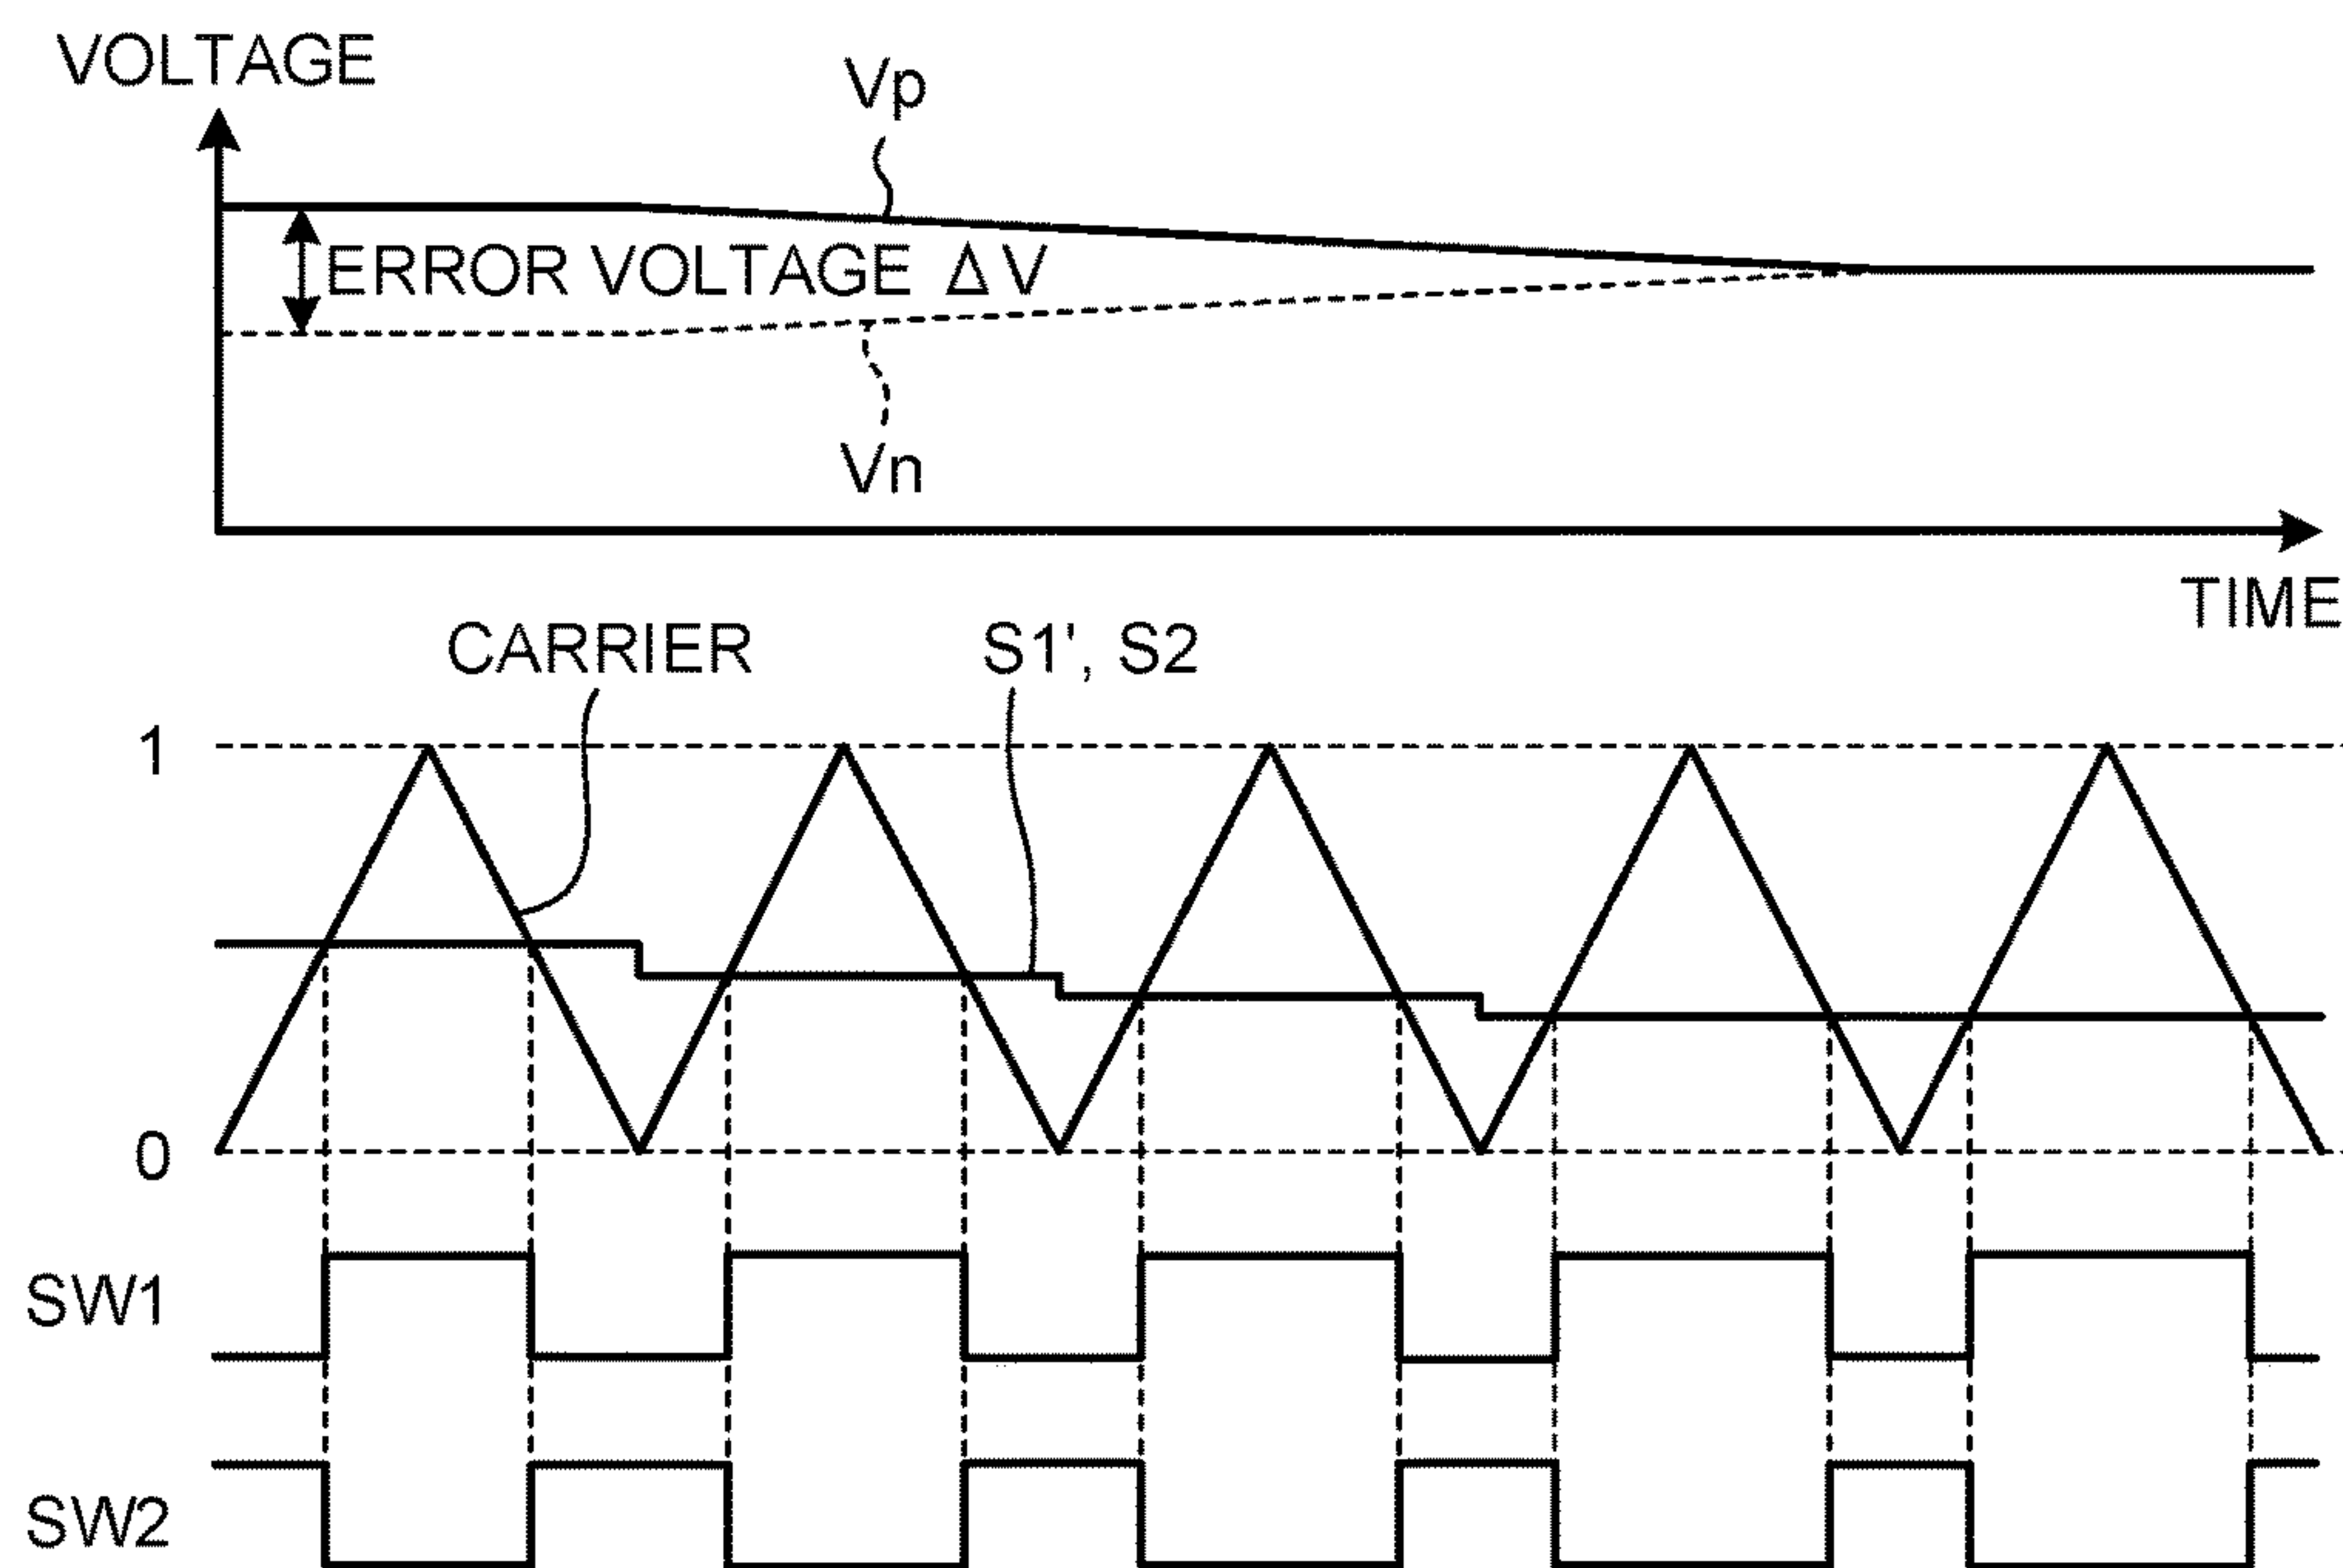 VOLTAGE
Vp
ERROR VOLTAGE ΔV
Vn
TIME
CARRIER
S1', S2
1
0
SW1
SW2